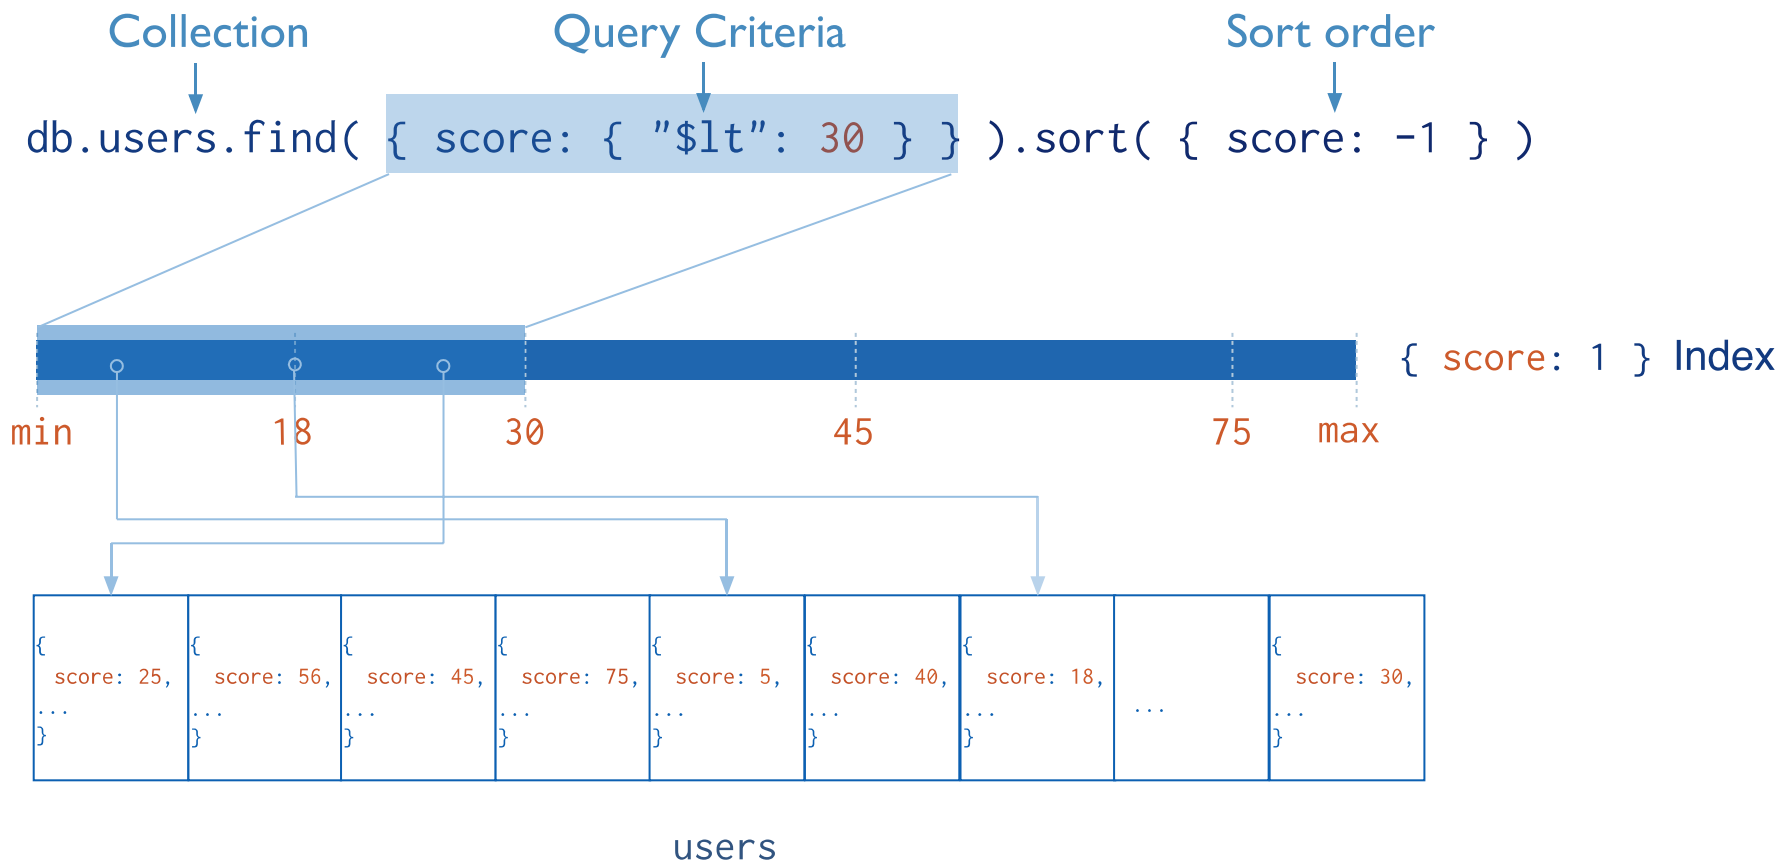 Collection Query Criteria Sort order
db.users.find( { score: { "$lt": 30 } } ).sort( { score: -1 } )
{ score: 1 } Index
min 18 30 45 75 max
{ { { { { { { {
score: 25, score: 56, score: 45, score: 75, score: 5, score: 40, score: 18, score: 30,
... ... ... ... ... ... ... ... ...
} } } } } } } }
users